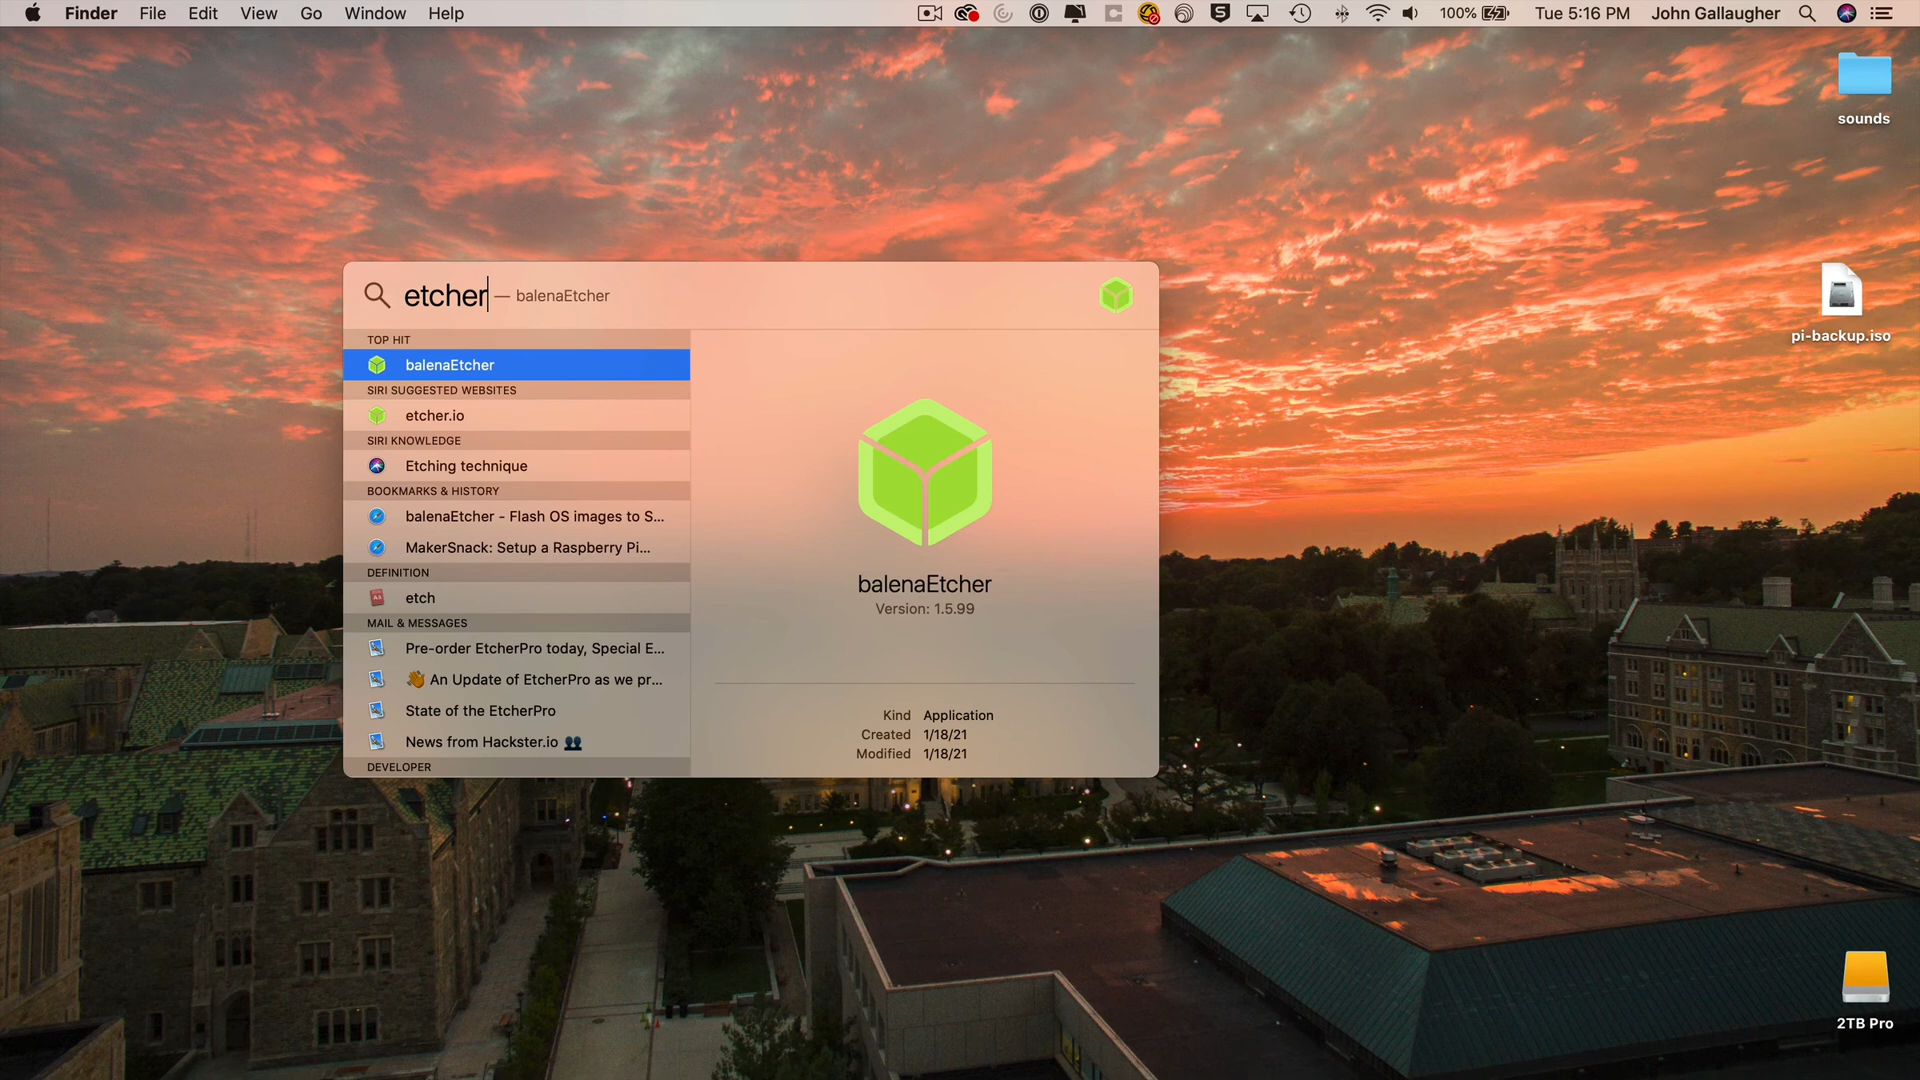 Finder File Edit View Go Window Help 100% Tue 5:16 PM John Gallaugher
sounds
pi-backup.iso
etcher — balenaEtcher
TOP HIT
balenaEtcher
SIRI SUGGESTED WEBSITES
etcher.io
SIRI KNOWLEDGE
Etching technique
BOOKMARKS & HISTORY
balenaEtcher - Flash OS images to S...
MakerSnack: Setup a Raspberry Pi...
DEFINITION
etch
MAIL & MESSAGES
Pre-order EtcherPro today, Special E...
👋 An Update of EtcherPro as we pr...
State of the EtcherPro
News from Hackster.io 👥
DEVELOPER
balenaEtcher
Version: 1.5.99
Kind Application
Created 1/18/21
Modified 1/18/21
2TB Pro